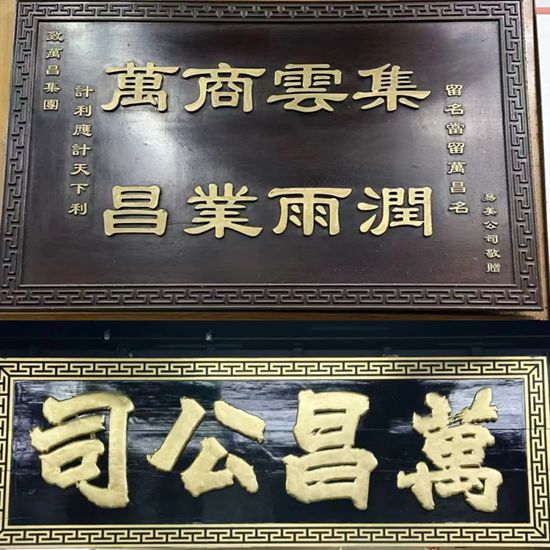 致萬昌集團
計利應計天下利
萬商雲集
昌業雨潤
留名當留萬昌名
易美公司敬贈
萬昌公司